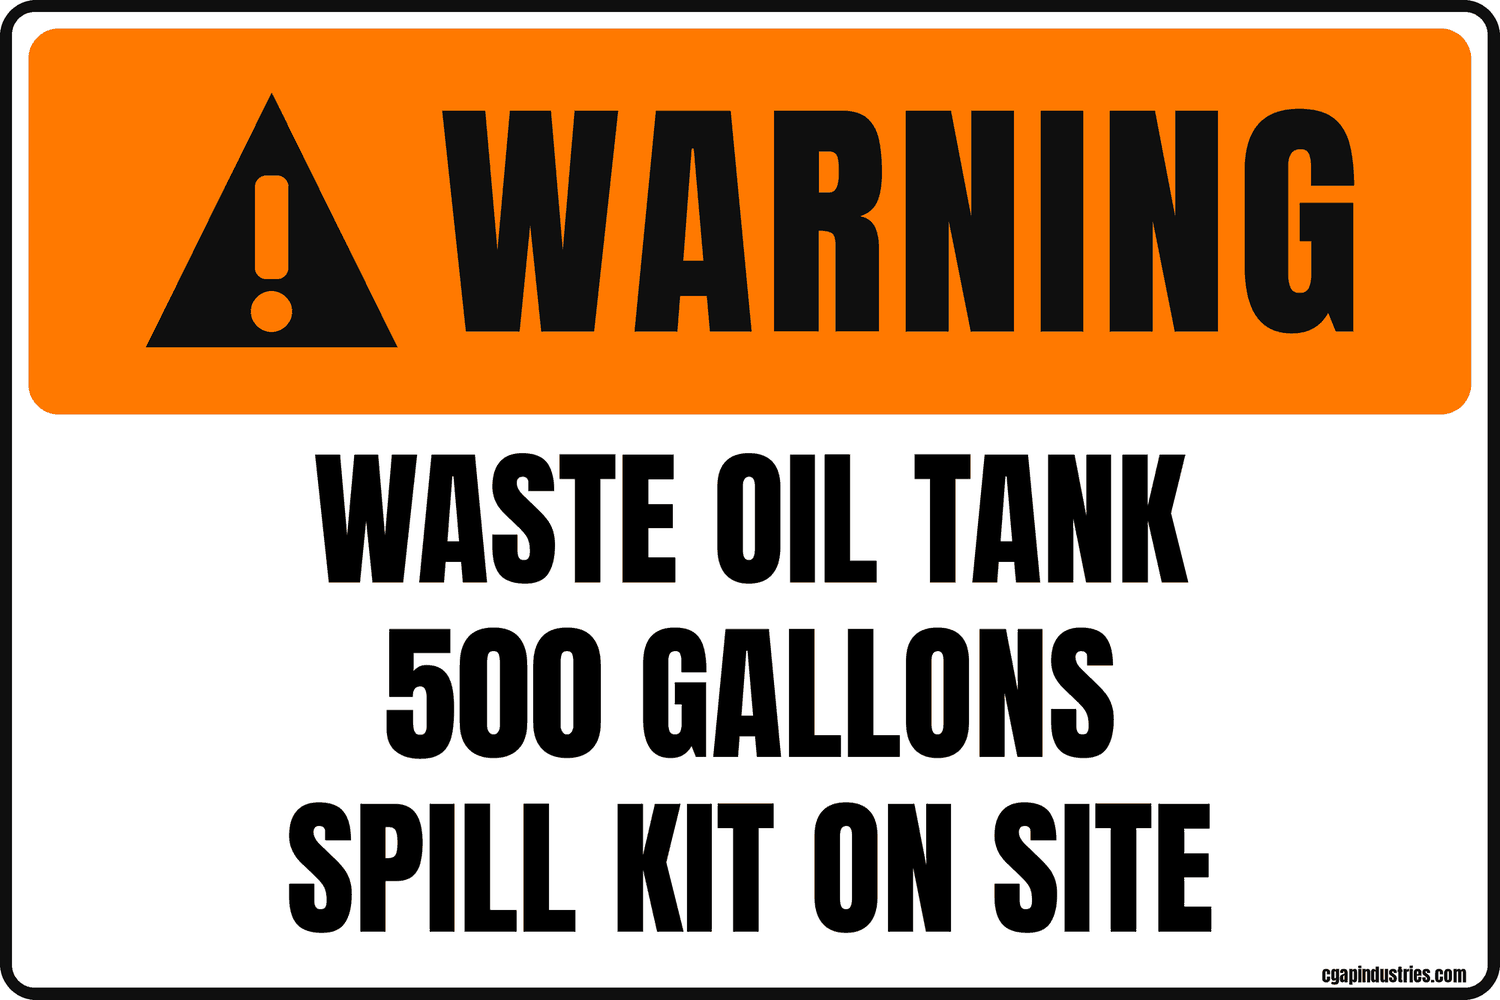 WARNING
WASTE OIL TANK
500 GALLONS
SPILL KIT ON SITE
cgapindustries.com